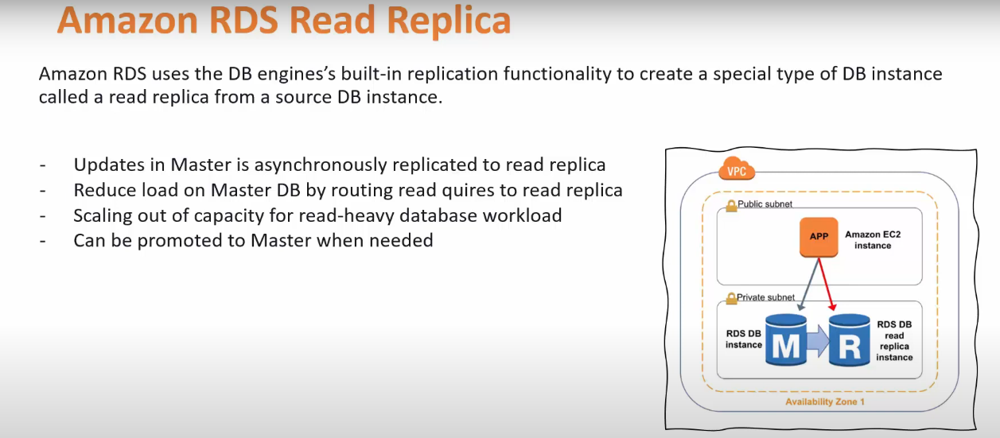 Amazon RDS Read Replica
Amazon RDS uses the DB engines's built-in replication functionality to create a special type of DB instance
called a read replica from a source DB instance.
- Updates in Master is asynchronously replicated to read replica
- Reduce load on Master DB by routing read quires to read replica
- Scaling out of capacity for read-heavy database workload
- Can be promoted to Master when needed
VPC
Public subnet
APP
Amazon EC2
instance
Private subnet
RDS DB
instance
M
R
RDS DB
read
replica
instance
Availability Zone 1